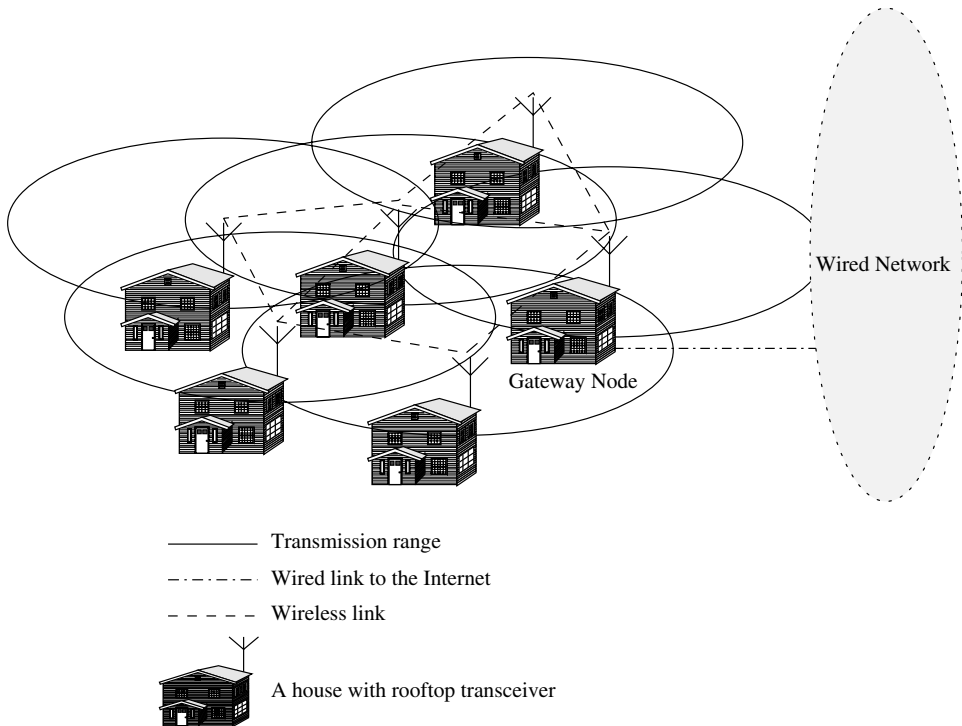 Wired Network
Gateway Node
Transmission range
Wired link to the Internet
Wireless link
A house with rooftop transceiver